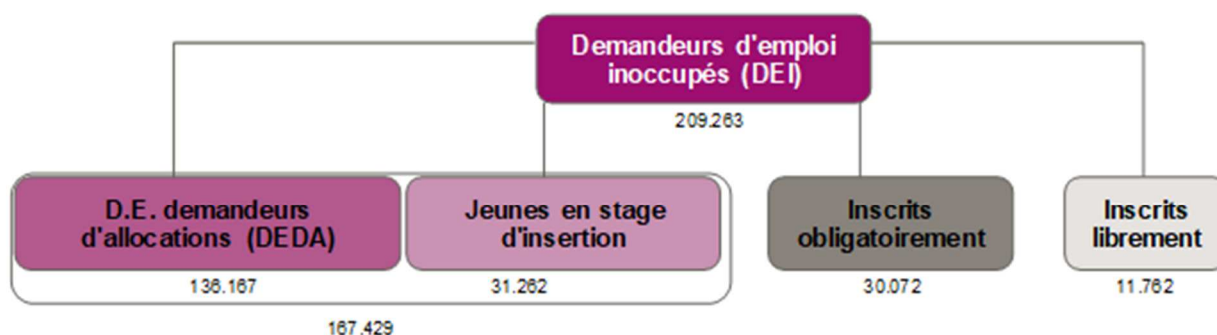 Demandeurs d'emploi
inoccupés (DEI)
209.263
D.E. demandeurs
d'allocations (DEDA)
136.167
Jeunes en stage
d'insertion
31.262
Inscrits
obligatoirement
30.072
Inscrits
librement
11.762
167.429